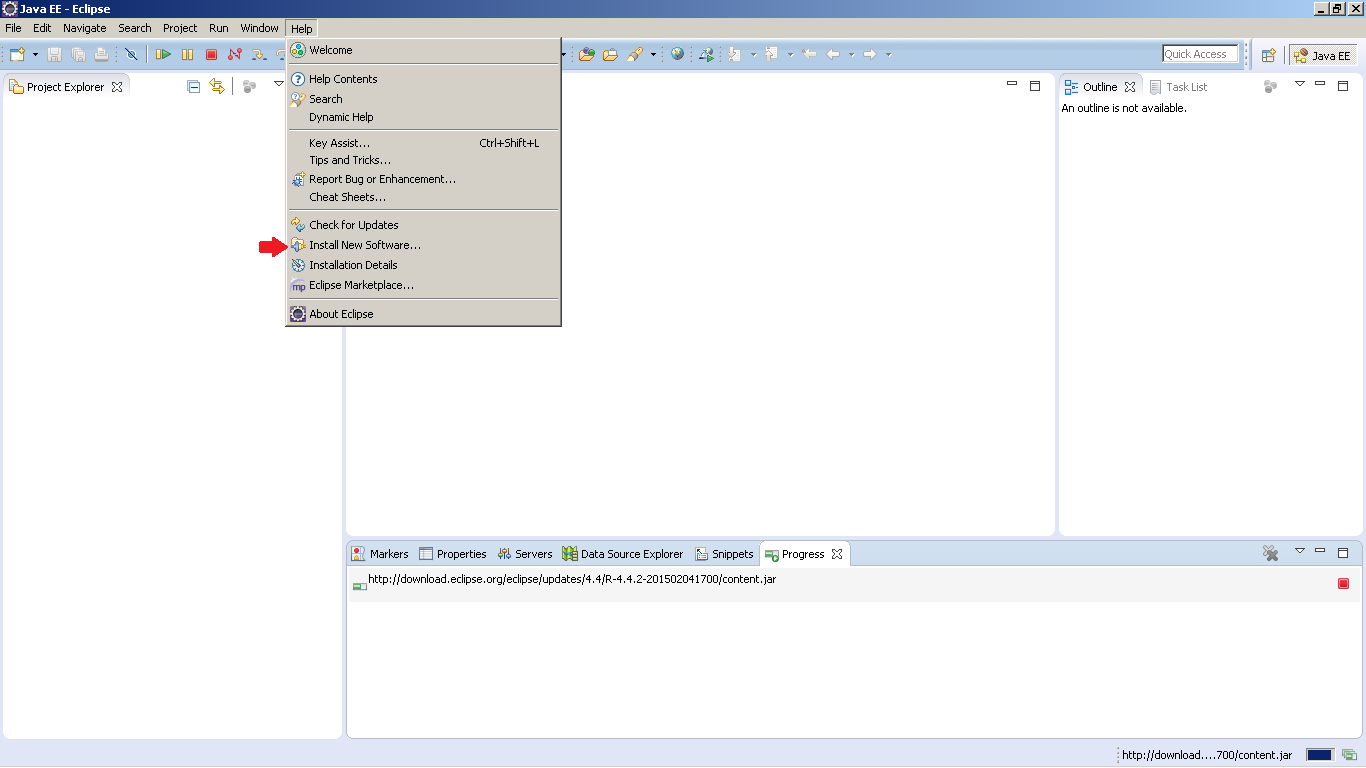 Java EE - Eclipse
File Edit Navigate Search Project Run Window Help
Quick Access
Java EE
Welcome
Help Contents
Search
Dynamic Help
Key Assist... Ctrl+Shift+L
Tips and Tricks...
Report Bug or Enhancement...
Cheat Sheets...
Check for Updates
Install New Software...
Installation Details
mp Eclipse Marketplace...
About Eclipse
Project Explorer
Outline Task List
An outline is not available.
Markers Properties Servers Data Source Explorer Snippets Progress
http://download.eclipse.org/eclipse/updates/4.4/R-4.4.2-201502041700/content.jar
http://download....700/content.jar